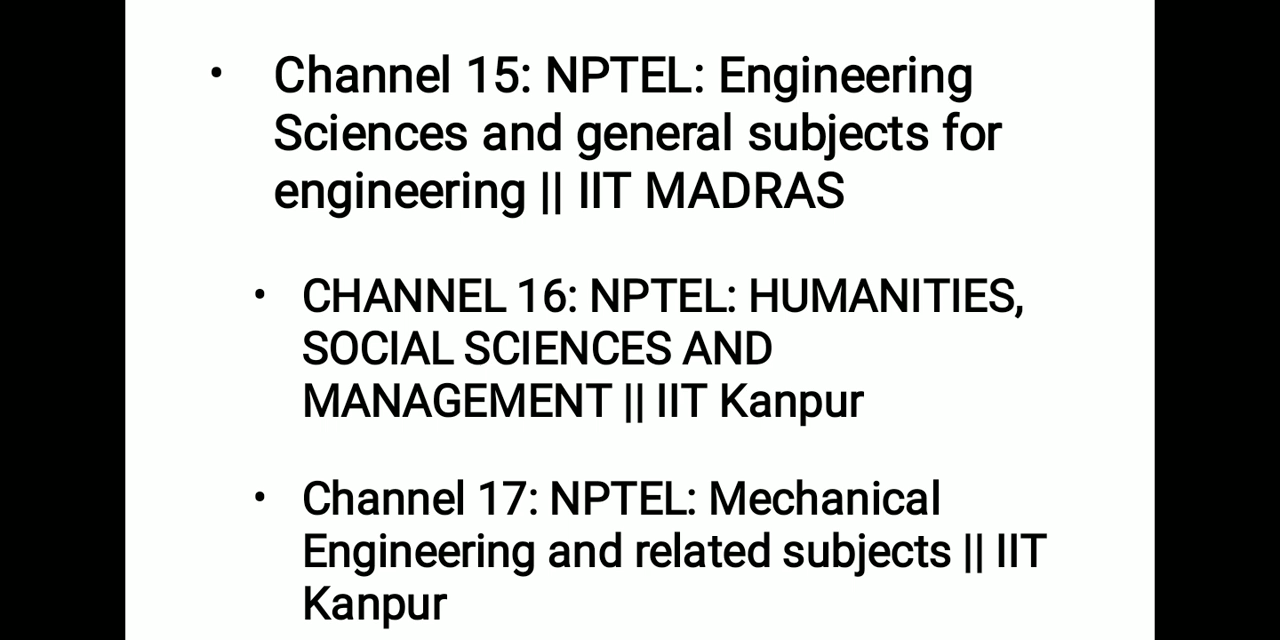 • Channel 15: NPTEL: Engineering
Sciences and general subjects for
engineering || IIT MADRAS
• CHANNEL 16: NPTEL: HUMANITIES,
SOCIAL SCIENCES AND
MANAGEMENT || IIT Kanpur
• Channel 17: NPTEL: Mechanical
Engineering and related subjects || IIT
Kanpur